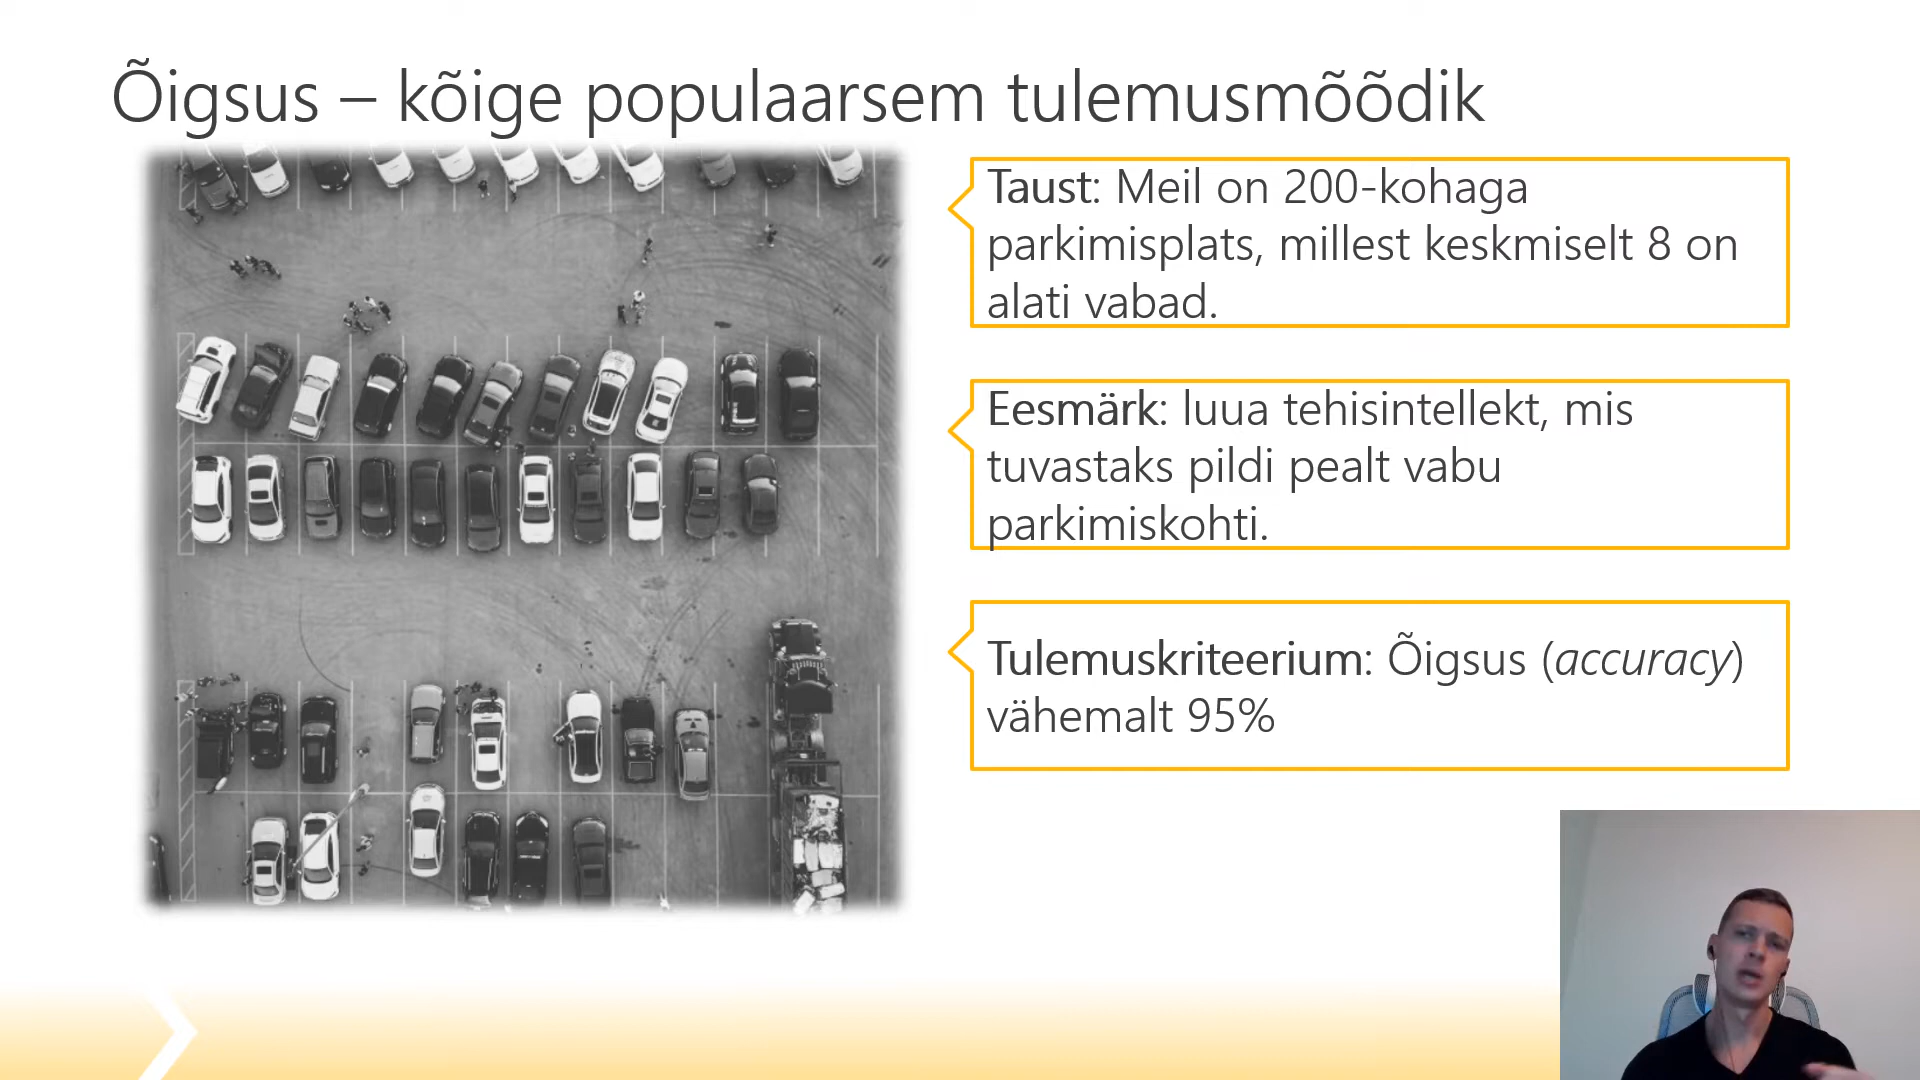 Õigsus – kõige populaarsem tulemusmõõdik
Taust: Meil on 200-kohaga
parkimisplats, millest keskmiselt 8 on
alati vabad.
Eesmärk: luua tehisintellekt, mis
tuvastaks pildi pealt vabu
parkimiskohti.
Tulemuskriteerium: Õigsus (accuracy)
vähemalt 95%